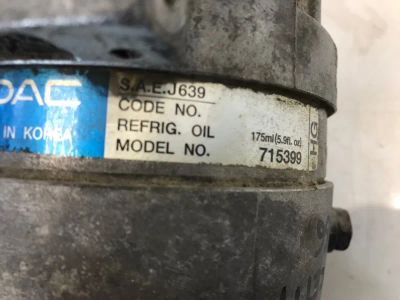 DAC
IN KOREA
S.A.E.J639
CODE NO.
REFRIG. OIL 175ml(5.9fl. oz)
MODEL NO. 715399